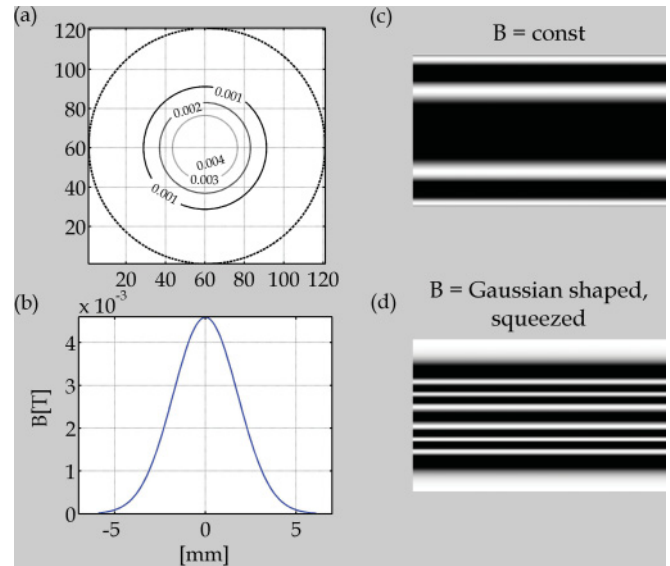 (a)
120
100
80
60
40
20
0.001
0.002
0.004
0.003
0.001
20 40 60 80 100 120
(b)
x 10⁻³
4
3
2
1
0
B[T]
-5 0 5
[mm]
(c)
B = const
(d)
B = Gaussian shaped,
squeezed